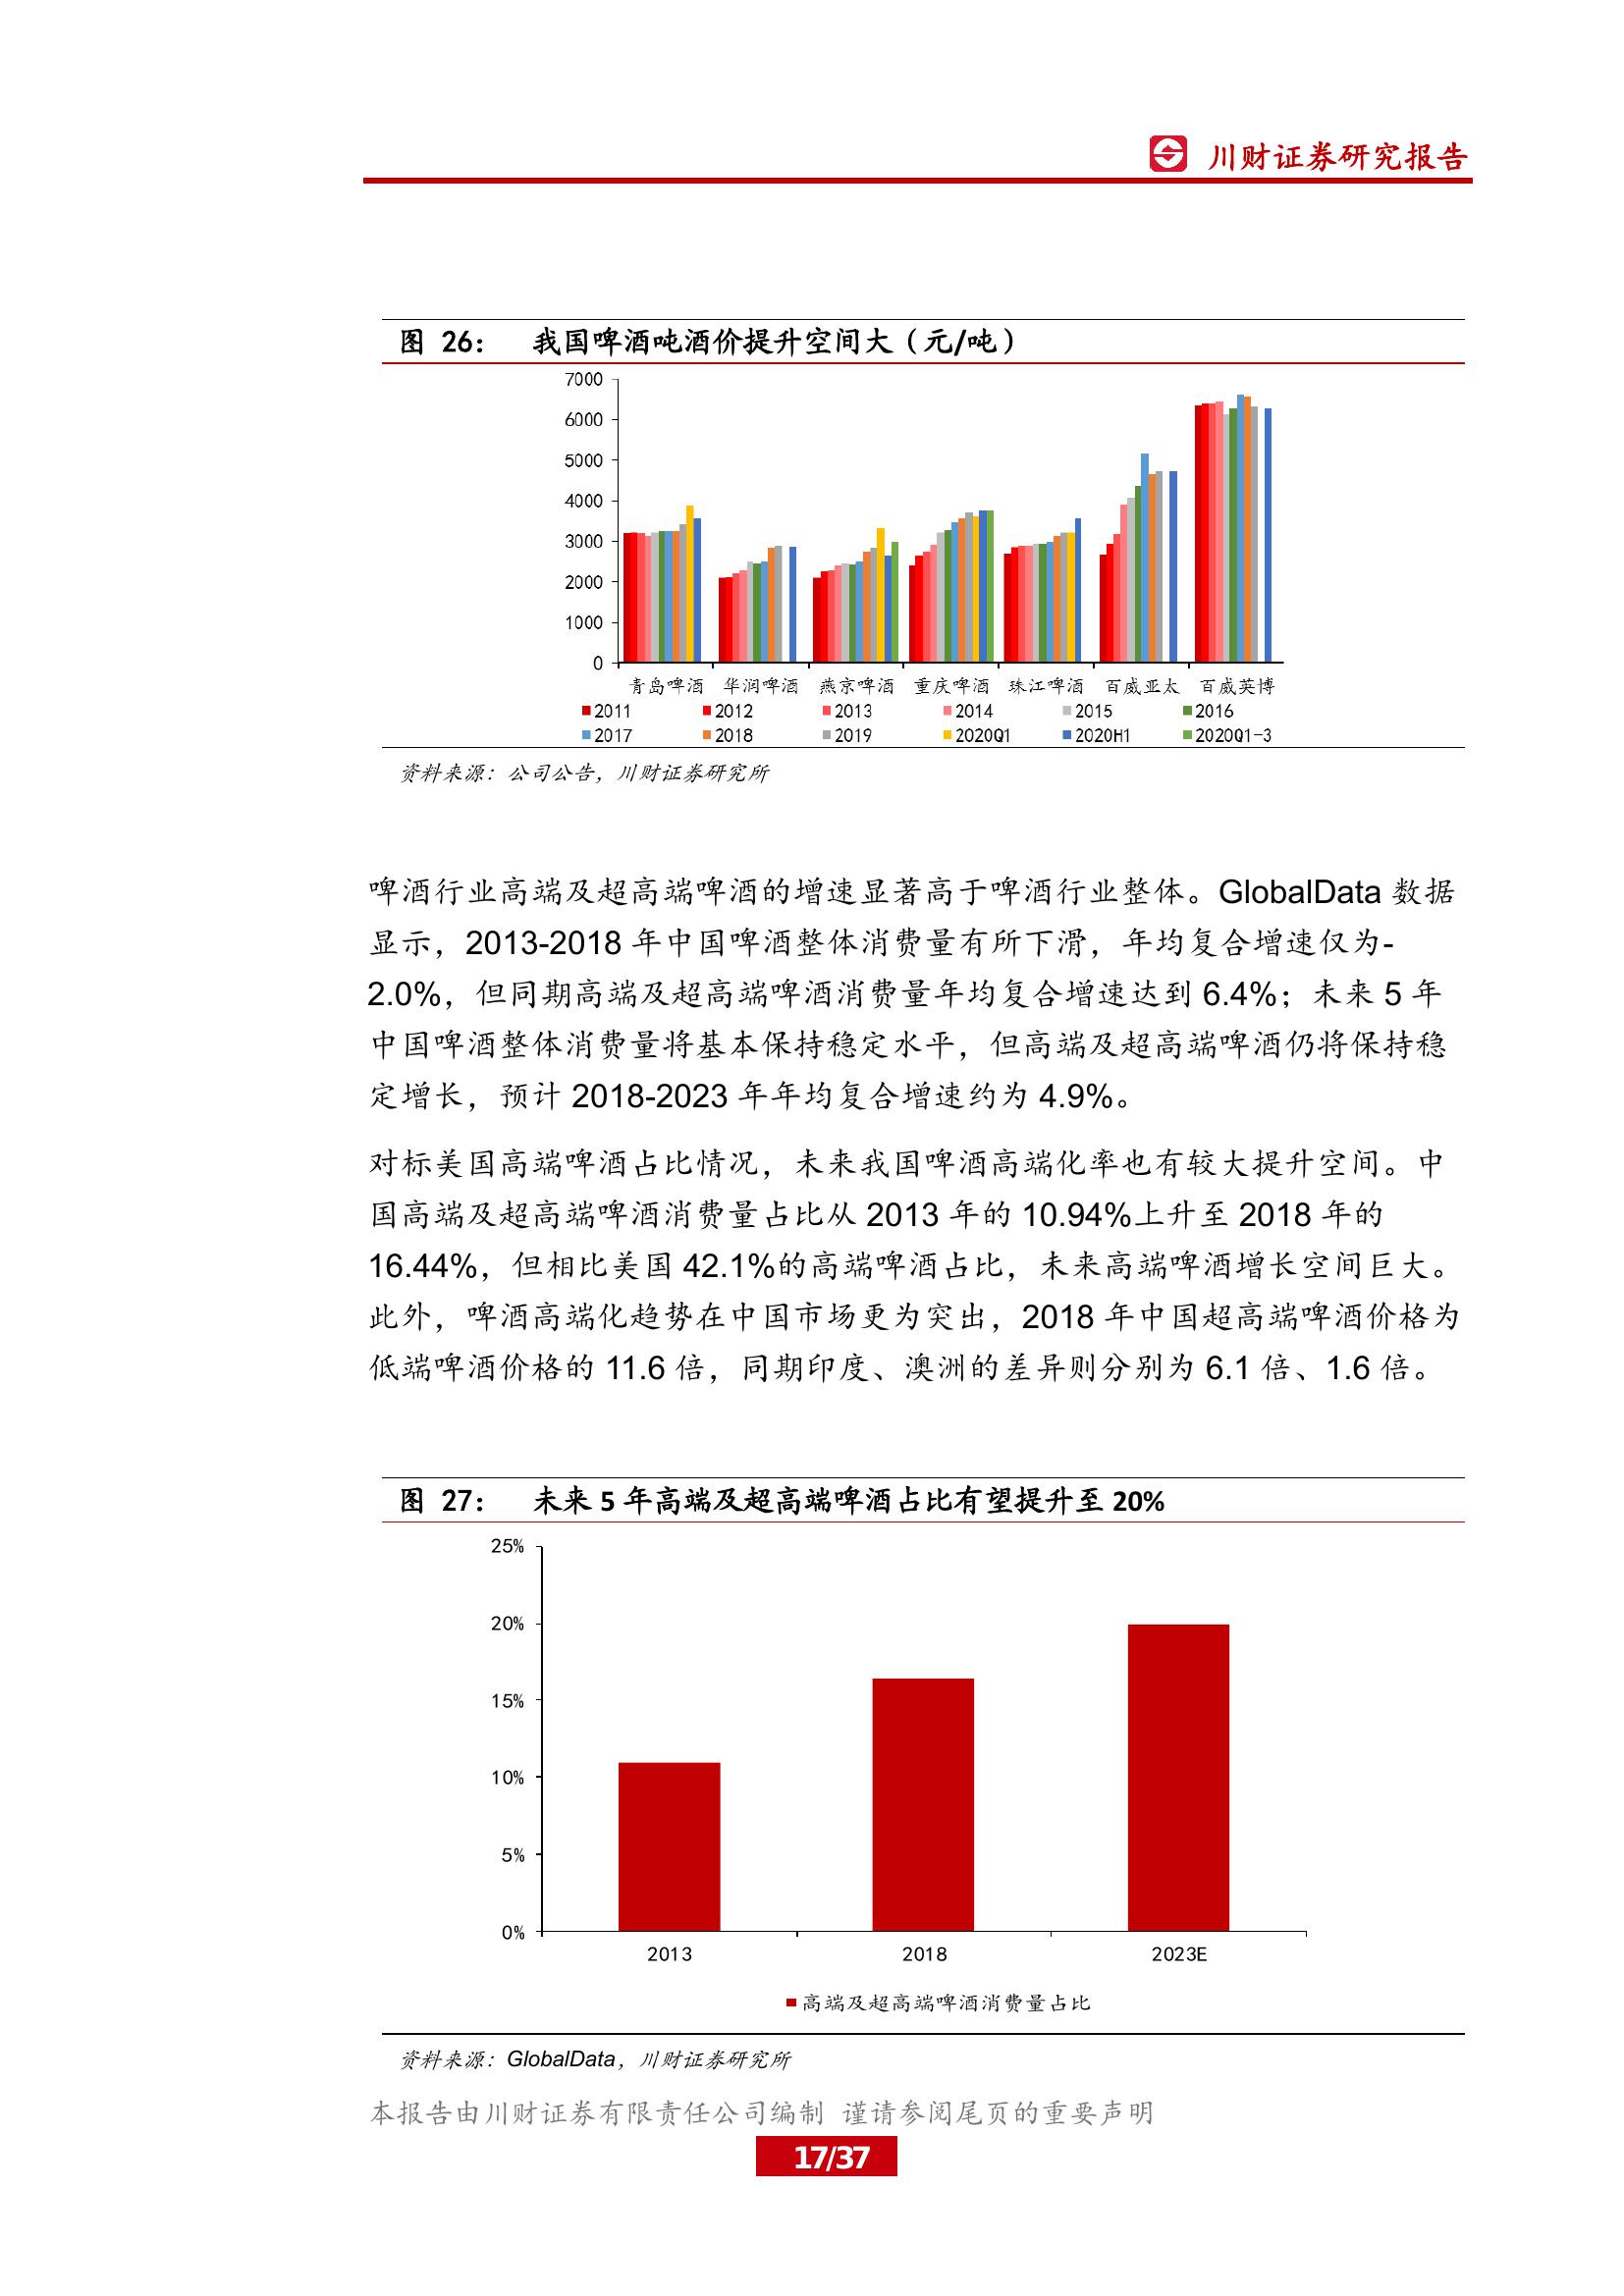 川财证券研究报告
图 26： 我国啤酒吨酒价提升空间大（元/吨）
7000
6000
5000
4000
3000
2000
1000
0
青岛啤酒 华润啤酒 燕京啤酒 重庆啤酒 珠江啤酒 百威亚太 百威英博
2011 2012 2013 2014 2015 2016
2017 2018 2019 2020Q1 2020H1 2020Q1-3
资料来源：公司公告，川财证券研究所
啤酒行业高端及超高端啤酒的增速显著高于啤酒行业整体。GlobalData 数据
显示，2013-2018 年中国啤酒整体消费量有所下滑，年均复合增速仅为-
2.0%，但同期高端及超高端啤酒消费量年均复合增速达到 6.4%；未来 5 年
中国啤酒整体消费量将基本保持稳定水平，但高端及超高端啤酒仍将保持稳
定增长，预计 2018-2023 年年均复合增速约为 4.9%。
对标美国高端啤酒占比情况，未来我国啤酒高端化率也有较大提升空间。中
国高端及超高端啤酒消费量占比从 2013 年的 10.94%上升至 2018 年的
16.44%，但相比美国 42.1%的高端啤酒占比，未来高端啤酒增长空间巨大。
此外，啤酒高端化趋势在中国市场更为突出，2018 年中国超高端啤酒价格为
低端啤酒价格的 11.6 倍，同期印度、澳洲的差异则分别为 6.1 倍、1.6 倍。
图 27： 未来 5 年高端及超高端啤酒占比有望提升至 20%
25%
20%
15%
10%
5%
0%
2013 2018 2023E
高端及超高端啤酒消费量占比
资料来源：GlobalData，川财证券研究所
本报告由川财证券有限责任公司编制 谨请参阅尾页的重要声明
17/37